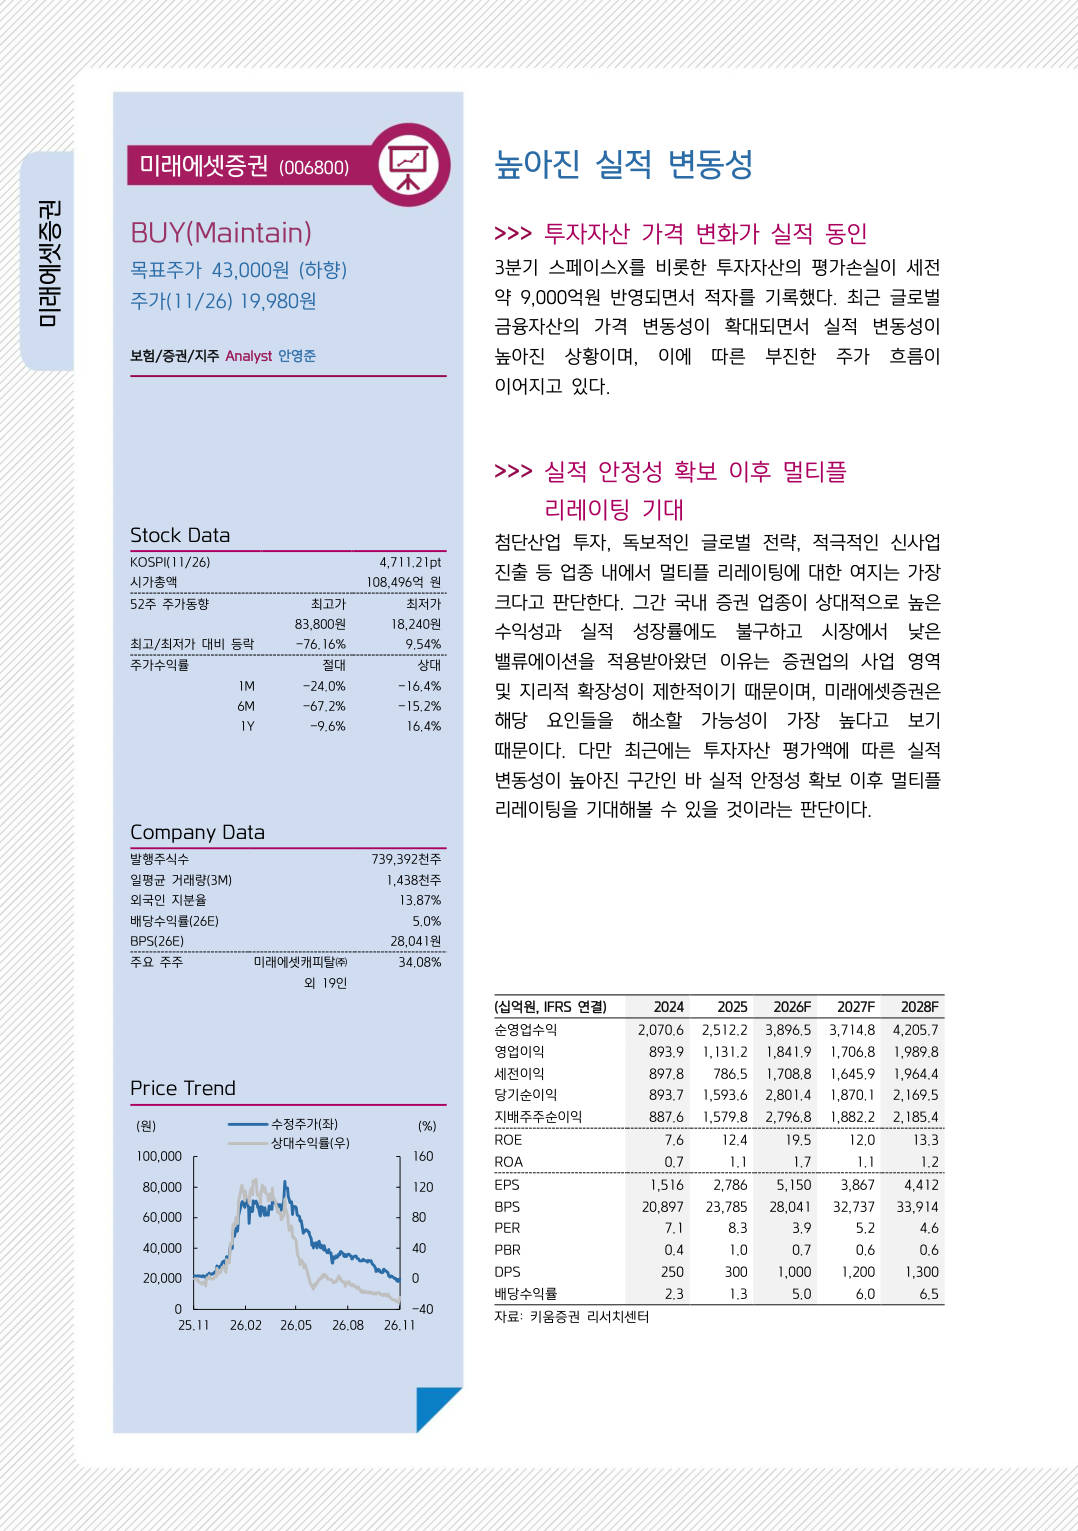 미래에셋증권
미래에셋증권 (006800)
BUY(Maintain)
목표주가 43,000원 (하향)
주가(11/26) 19,980원
보험/증권/지주 Analyst 안영준
Stock Data
KOSPI(11/26) 4,711.21pt
시가총액 108,496억 원
52주 주가동향 최고가 최저가
83,800원 18,240원
최고/최저가 대비 등락 -76.16% 9.54%
주가수익률 절대 상대
1M -24.0% -16.4%
6M -67.2% -15.2%
1Y -9.6% 16.4%
Company Data
발행주식수 739,392천주
일평균 거래량(3M) 1,438천주
외국인 지분율 13.87%
배당수익률(26E) 5.0%
BPS(26E) 28,041원
주요 주주 미래에셋캐피탈㈜ 34.08%
외 19인
Price Trend
(원) 수정주가(좌) (%)
상대수익률(우)
100,000 160
80,000 120
60,000 80
40,000 40
20,000 0
0 -40
25.11 26.02 26.05 26.08 26.11
높아진 실적 변동성
>>> 투자자산 가격 변화가 실적 동인
3분기 스페이스X를 비롯한 투자자산의 평가손실이 세전
약 9,000억원 반영되면서 적자를 기록했다. 최근 글로벌
금융자산의 가격 변동성이 확대되면서 실적 변동성이
높아진 상황이며, 이에 따른 부진한 주가 흐름이
이어지고 있다.
>>> 실적 안정성 확보 이후 멀티플
리레이팅 기대
첨단산업 투자, 독보적인 글로벌 전략, 적극적인 신사업
진출 등 업종 내에서 멀티플 리레이팅에 대한 여지는 가장
크다고 판단한다. 그간 국내 증권 업종이 상대적으로 높은
수익성과 실적 성장률에도 불구하고 시장에서 낮은
밸류에이션을 적용받아왔던 이유는 증권업의 사업 영역
및 지리적 확장성이 제한적이기 때문이며, 미래에셋증권은
해당 요인들을 해소할 가능성이 가장 높다고 보기
때문이다. 다만 최근에는 투자자산 평가액에 따른 실적
변동성이 높아진 구간인 바 실적 안정성 확보 이후 멀티플
리레이팅을 기대해볼 수 있을 것이라는 판단이다.
(십억원, IFRS 연결) 2024 2025 2026F 2027F 2028F
순영업수익 2,070.6 2,512.2 3,896.5 3,714.8 4,205.7
영업이익 893.9 1,131.2 1,841.9 1,706.8 1,989.8
세전이익 897.8 786.5 1,708.8 1,645.9 1,964.4
당기순이익 893.7 1,593.6 2,801.4 1,870.1 2,169.5
지배주주순이익 887.6 1,579.8 2,796.8 1,882.2 2,185.4
ROE 7.6 12.4 19.5 12.0 13.3
ROA 0.7 1.1 1.7 1.1 1.2
EPS 1,516 2,786 5,150 3,867 4,412
BPS 20,897 23,785 28,041 32,737 33,914
PER 7.1 8.3 3.9 5.2 4.6
PBR 0.4 1.0 0.7 0.6 0.6
DPS 250 300 1,000 1,200 1,300
배당수익률 2.3 1.3 5.0 6.0 6.5
자료: 키움증권 리서치센터